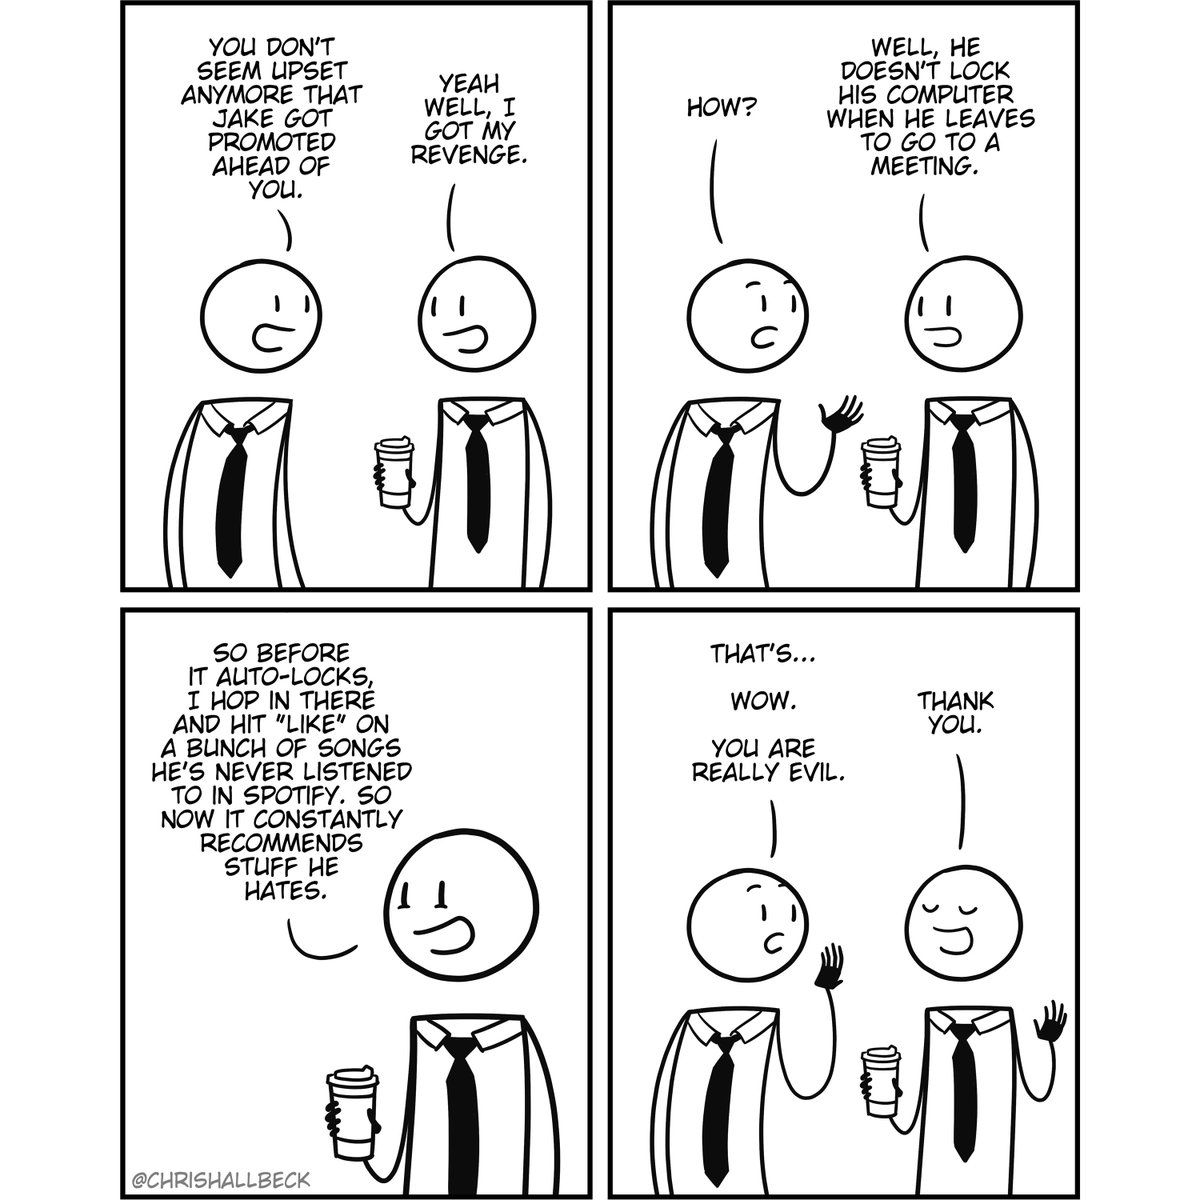 YOU DON'T
SEEM UPSET
ANYMORE THAT
JAKE GOT
PROMOTED
AHEAD OF
YOU.
YEAH
WELL, I
GOT MY
REVENGE.
HOW?
WELL, HE
DOESN'T LOCK
HIS COMPUTER
WHEN HE LEAVES
TO GO TO A
MEETING.
SO BEFORE
IT AUTO-LOCKS,
I HOP IN THERE
AND HIT "LIKE" ON
A BUNCH OF SONGS
HE'S NEVER LISTENED
TO IN SPOTIFY. SO
NOW IT CONSTANTLY
RECOMMENDS
STUFF HE
HATES.
@CHRISHALLBECK
THAT'S...
WOW.
YOU ARE
REALLY EVIL.
THANK
YOU.